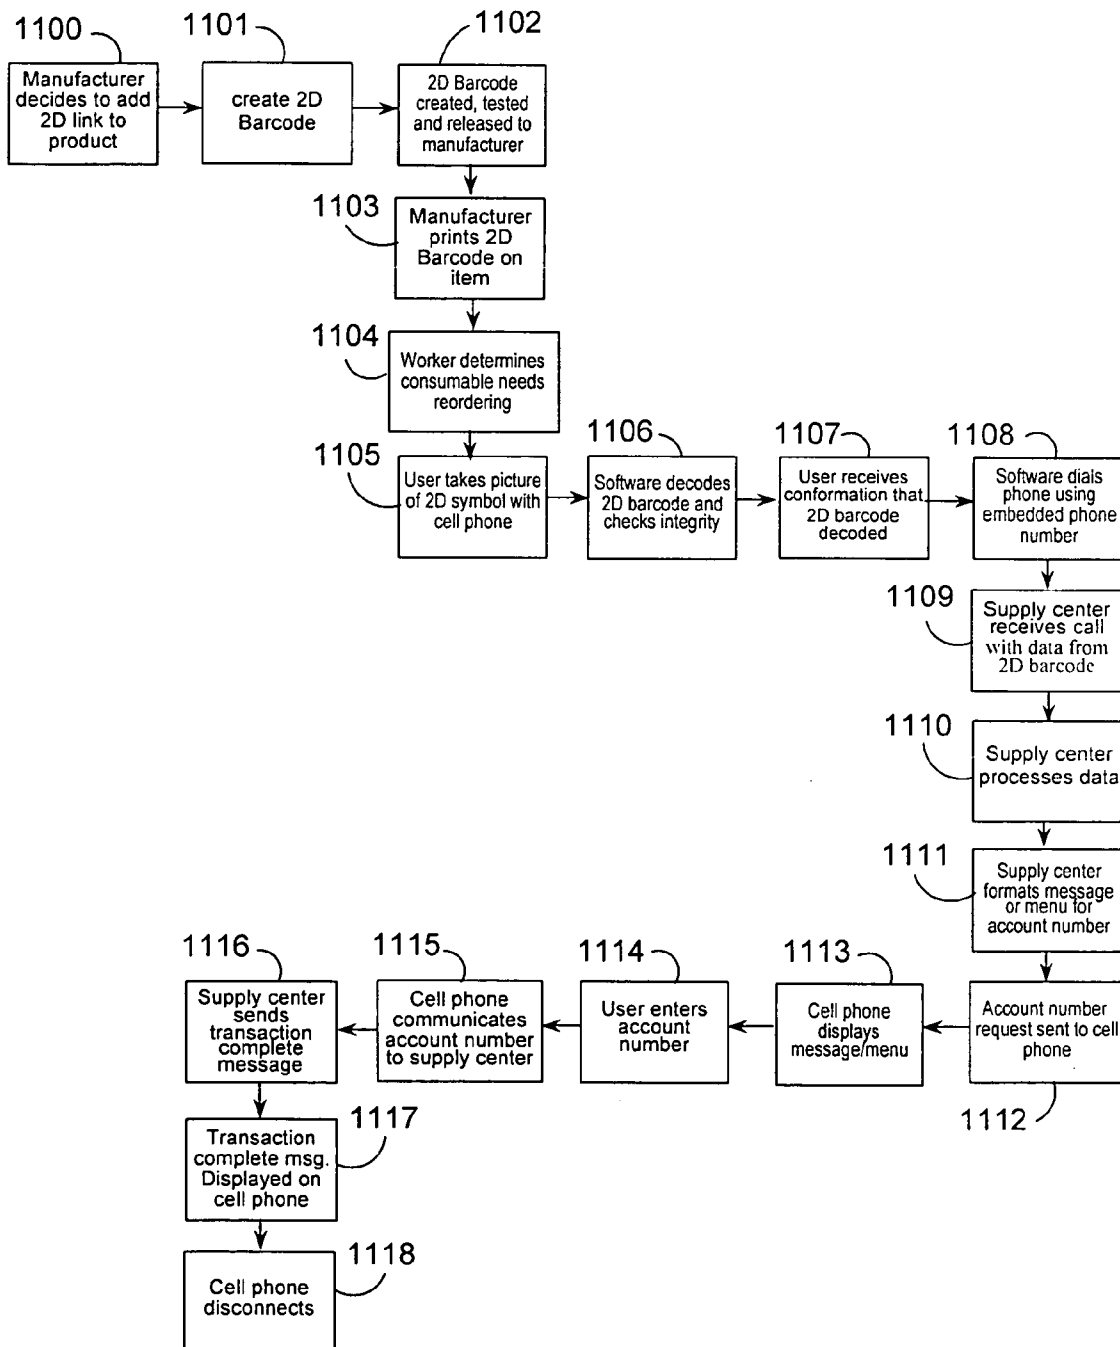 1100
1101
1102
Manufacturer
decides to add
2D link to
product
create 2D
Barcode
2D Barcode
created, tested
and released to
manufacturer
1103
Manufacturer
prints 2D
Barcode on
item
1104
Worker determines
consumable needs
reordering
1105
1106
1107
1108
User takes picture
of 2D symbol with
cell phone
Software decodes
2D barcode and
checks integrity
User receives
conformation that
2D barcode
decoded
Software dials
phone using
embedded phone
number
1109
Supply center
receives call
with data from
2D barcode
1110
Supply center
processes data
1111
Supply center
formats message
or menu for
account number
1116
1115
1114
1113
Supply center
sends
transaction
complete
message
Cell phone
communicates
account number
to supply center
User enters
account
number
Cell phone
displays
message/menu
Account number
request sent to cell
phone
1112
1117
Transaction
complete msg.
Displayed on
cell phone
1118
Cell phone
disconnects